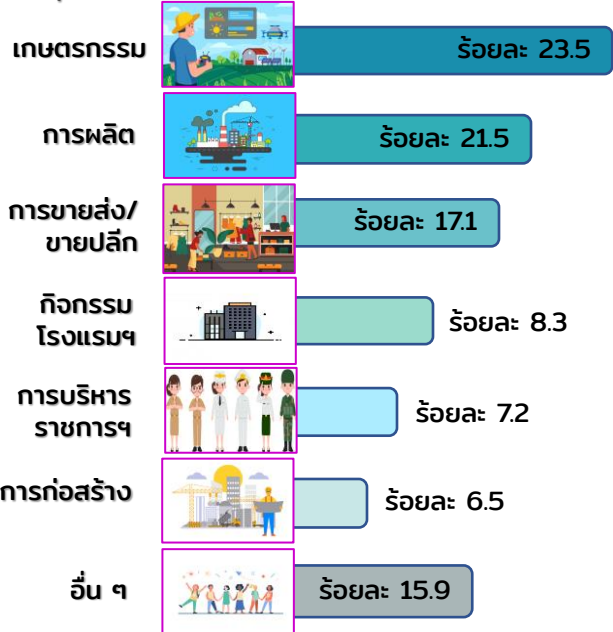 เกษตรกรรม
ร้อยละ 23.5
การผลิต
ร้อยละ 21.5
การขายส่ง/
ขายปลีก
ร้อยละ 17.1
กิจกรรม
โรงแรมฯ
ร้อยละ 8.3
การบริหาร
ราชการฯ
ร้อยละ 7.2
การก่อสร้าง
ร้อยละ 6.5
อื่น ๆ
ร้อยละ 15.9